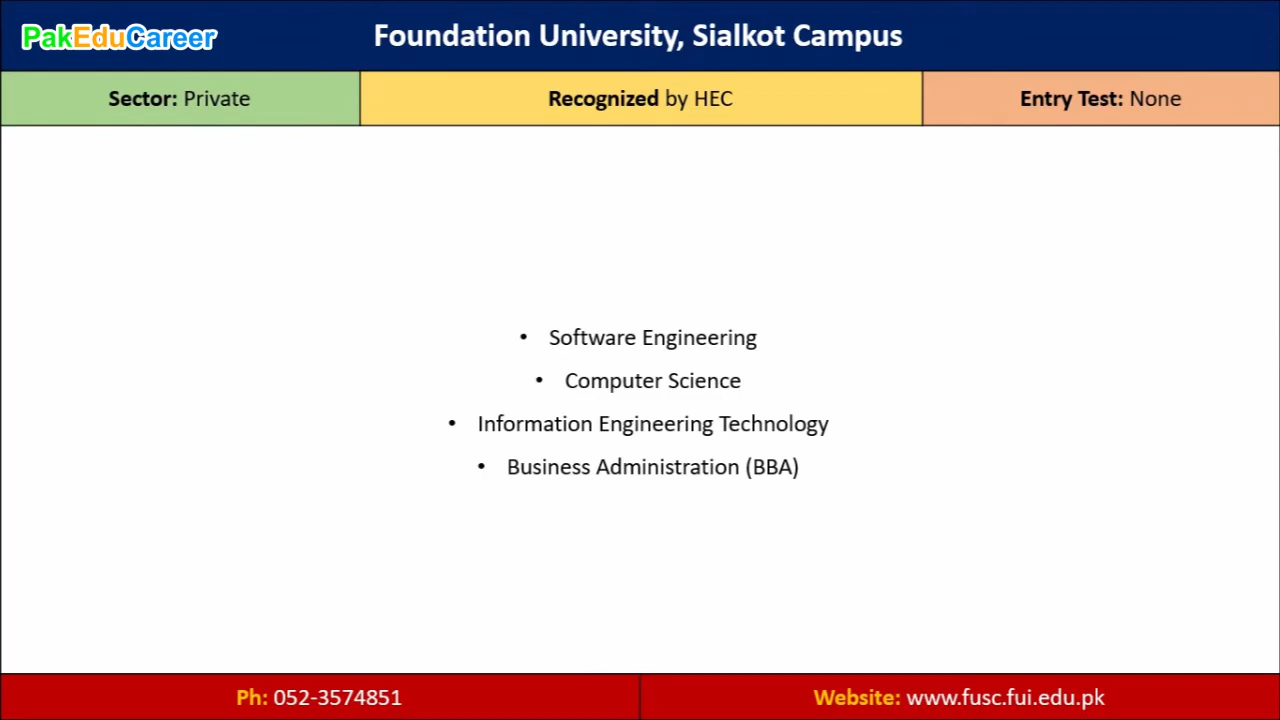 PakEduCareer
Foundation University, Sialkot Campus
Sector: Private
Recognized by HEC
Entry Test: None
• Software Engineering
• Computer Science
• Information Engineering Technology
• Business Administration (BBA)
Ph: 052-3574851
Website: www.fusc.fui.edu.pk